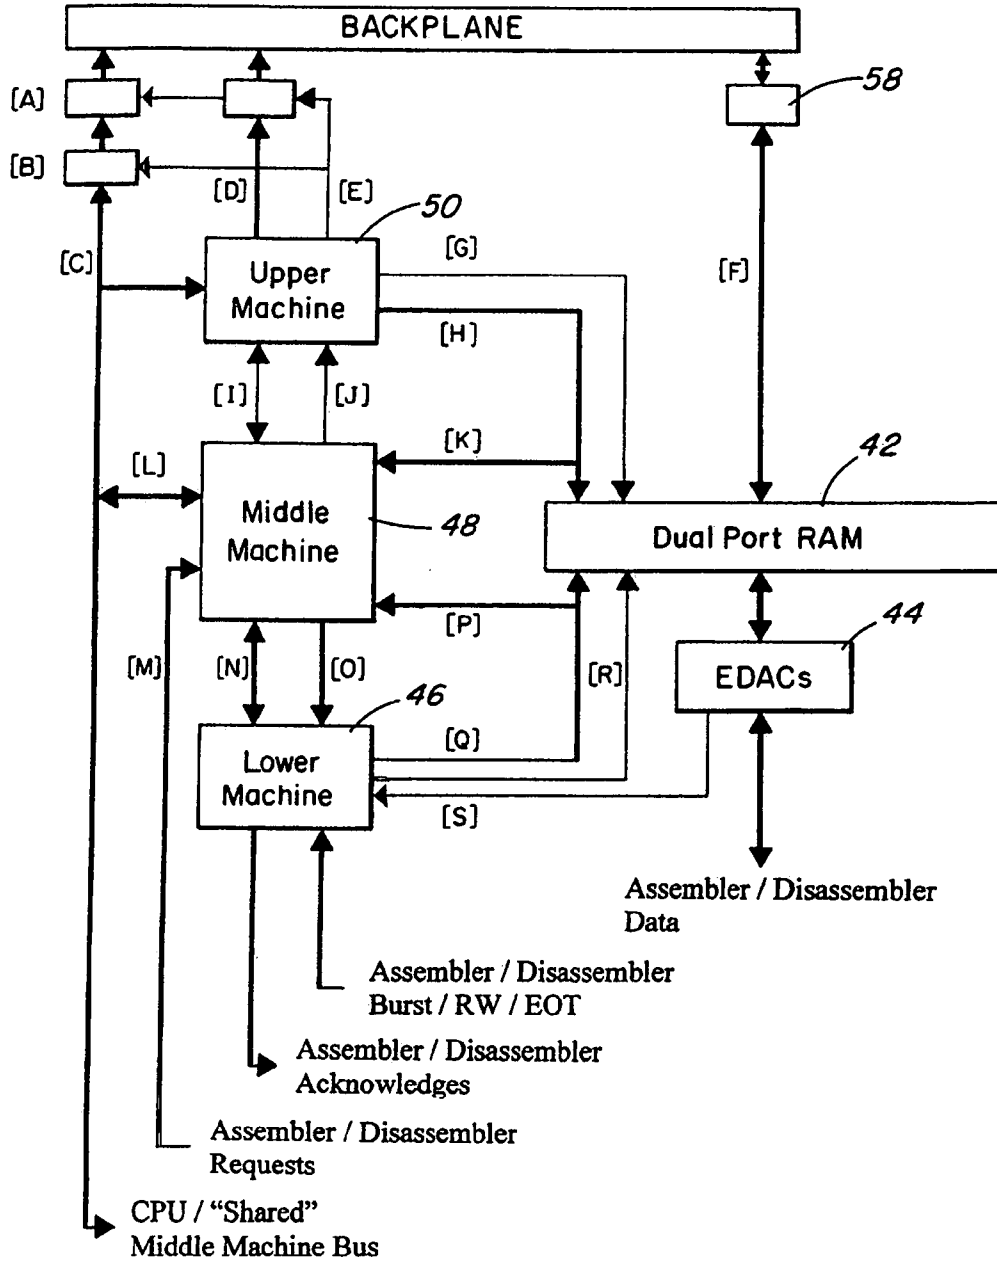 BACKPLANE
[A]
58
[B]
[D]
[E]
50
[C]
[G]
[F]
Upper
Machine
[H]
[I]
[J]
[K]
42
[L]
Middle
Machine
48
Dual Port RAM
[P]
44
[M]
[N]
[O]
[R]
EDACs
46
[Q]
Lower
Machine
[S]
Assembler / Disassembler
Data
Assembler / Disassembler
Burst / RW / EOT
Assembler / Disassembler
Acknowledges
Assembler / Disassembler
Requests
CPU / “Shared”
Middle Machine Bus